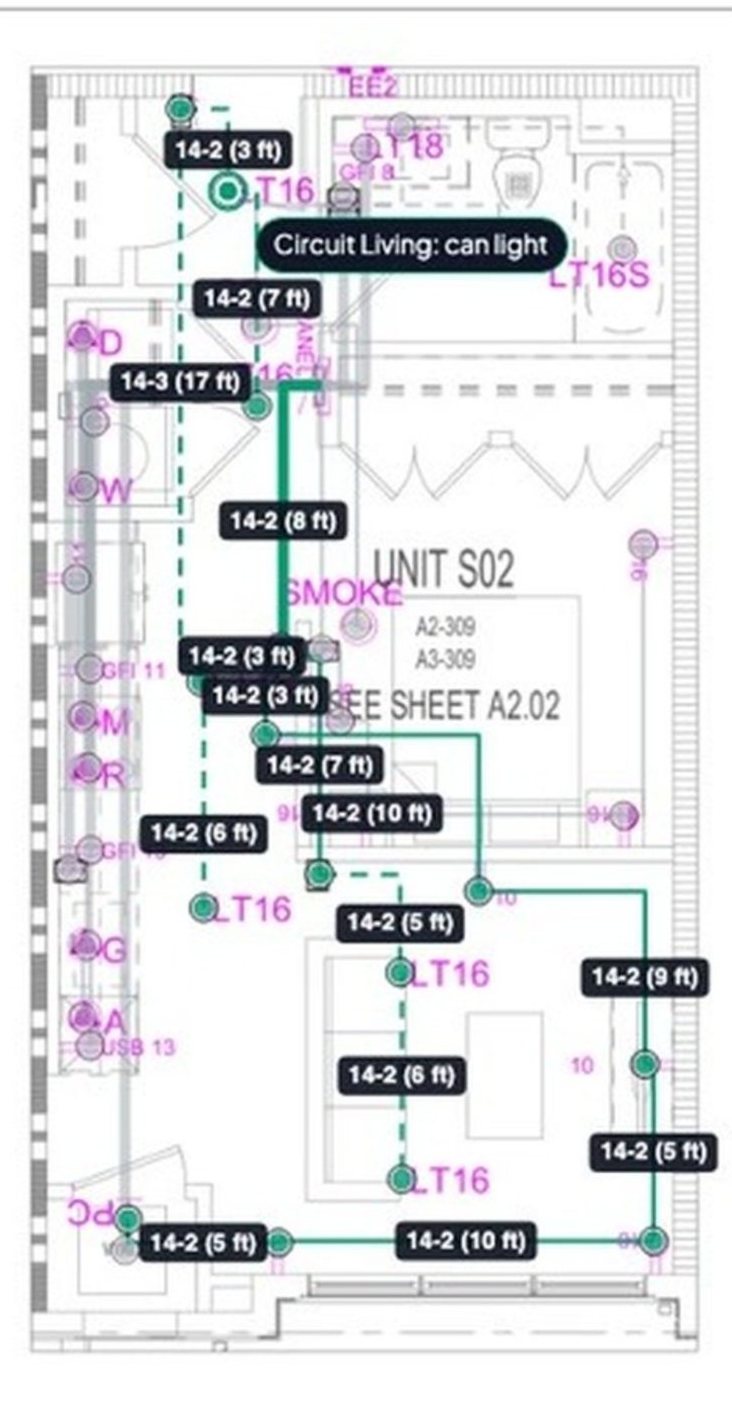 EE2
LT18
GFI 8
14-2 (3 ft)
T16
Circuit Living: can light
LT16S
14-2 (7 ft)
D
14-3 (17 ft)
W
14-2 (8 ft)
UNIT S02
SMOKE
A2-309
14-2 (3 ft)
A3-309
GFI 11
14-2 (3 ft)
SEE SHEET A2.02
M
14-2 (7 ft)
R
14-2 (10 ft)
16
14-2 (6 ft)
10
LT16
14-2 (5 ft)
G
LT16
14-2 (9 ft)
A
USB 13
10
14-2 (6 ft)
14-2 (5 ft)
LT16
PC
14-2 (5 ft)
14-2 (10 ft)